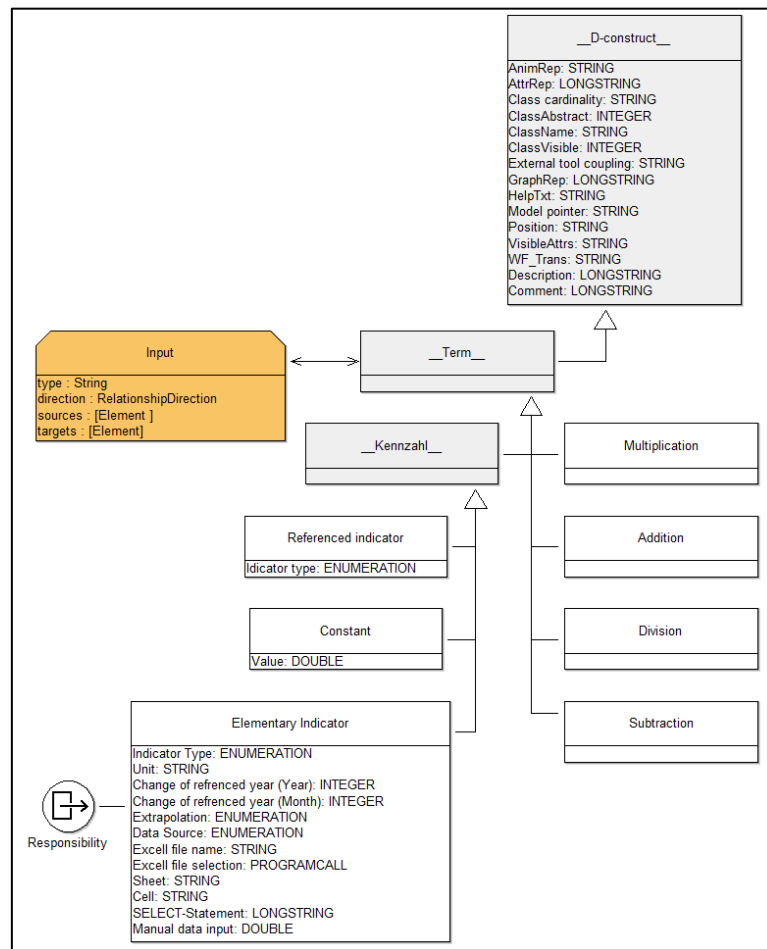 __D-construct__
AnimRep: STRING
AttrRep: LONGSTRING
Class cardinality: STRING
ClassAbstract: INTEGER
ClassName: STRING
ClassVisible: INTEGER
External tool coupling: STRING
GraphRep: LONGSTRING
HelpTxt: STRING
Model pointer: STRING
Position: STRING
VisibleAttrs: STRING
WF_Trans: STRING
Description: LONGSTRING
Comment: LONGSTRING
Input
type : String
direction : RelationshipDirection
sources : [Element ]
targets : [Element]
__Term__
__Kennzahl__
Multiplication
Referenced indicator
Idicator type: ENUMERATION
Addition
Constant
Value: DOUBLE
Division
Elementary Indicator
Indicator Type: ENUMERATION
Unit: STRING
Change of refrenced year (Year): INTEGER
Change of refrenced year (Month): INTEGER
Extrapolation: ENUMERATION
Data Source: ENUMERATION
Excell file name: STRING
Excell file selection: PROGRAMCALL
Sheet: STRING
Cell: STRING
SELECT-Statement: LONGSTRING
Manual data input: DOUBLE
Subtraction
Responsibility